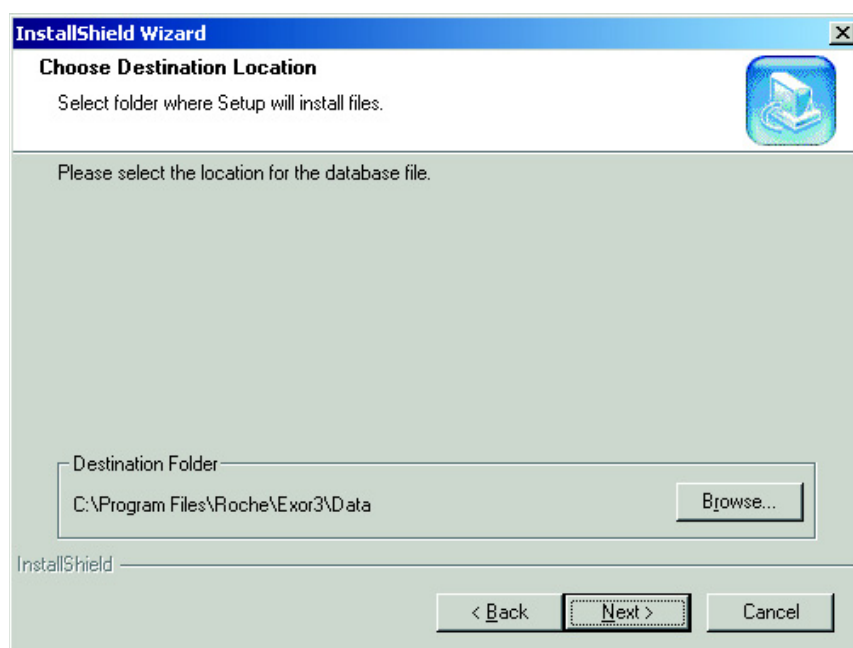 InstallShield Wizard
Choose Destination Location
Select folder where Setup will install files.
Please select the location for the database file.
Destination Folder
C:\Program Files\Roche\Exor3\Data
Browse...
InstallShield
< Back
Next >
Cancel